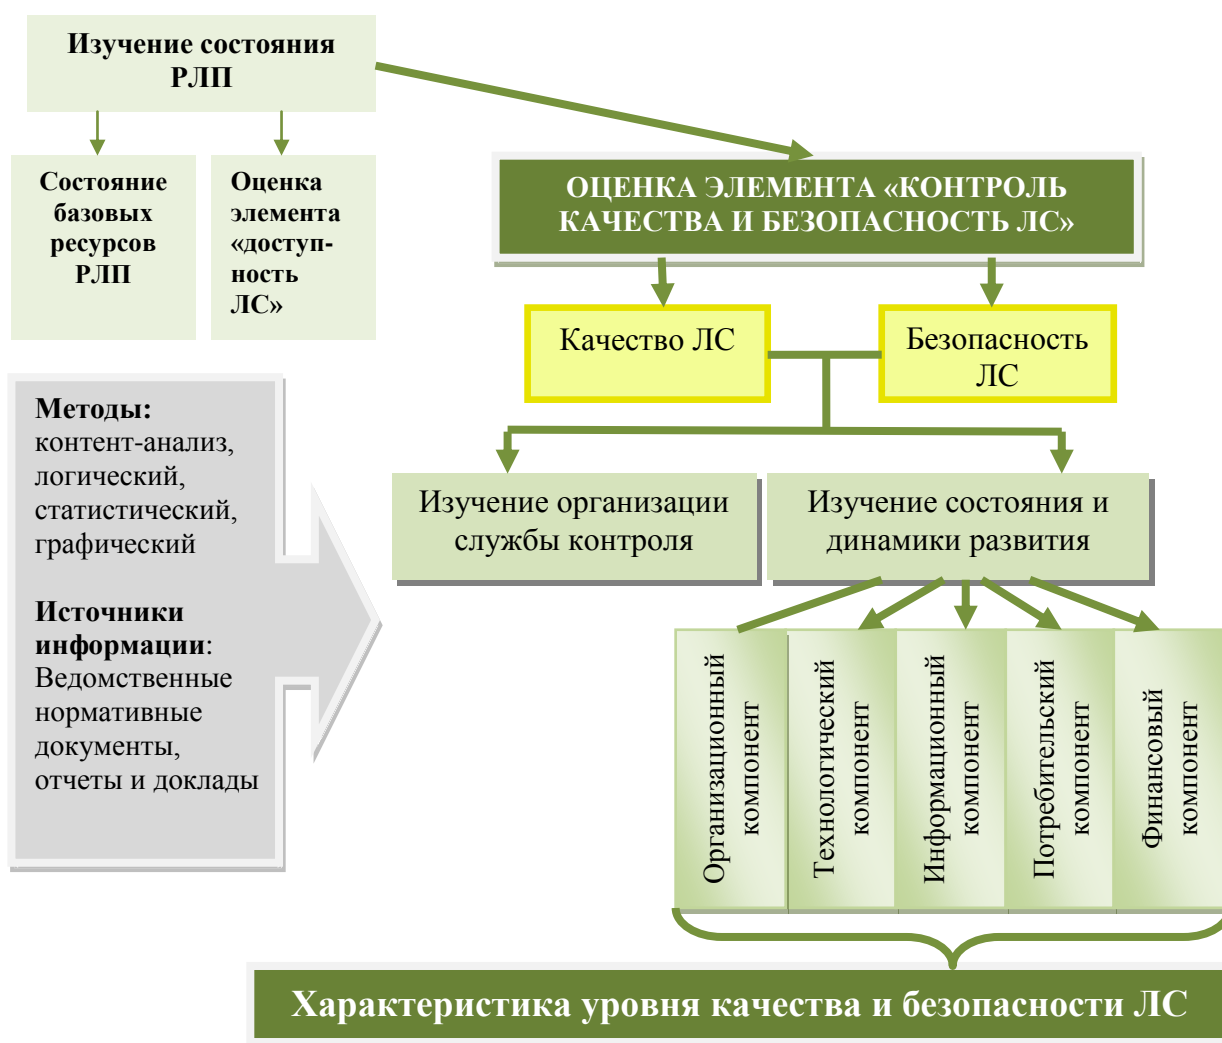 Изучение состояния
РЛП
Состояние
базовых
ресурсов
РЛП
Оценка
элемента
«доступ-
ность
ЛС»
ОЦЕНКА ЭЛЕМЕНТА «КОНТРОЛЬ
КАЧЕСТВА И БЕЗОПАСНОСТЬ ЛС»
Качество ЛС
Безопасность
ЛС
Методы:
контент-анализ,
логический,
статистический,
графический
Источники
информации:
Ведомственные
нормативные
документы,
отчеты и доклады
Изучение организации
службы контроля
Изучение состояния и
динамики развития
Организационный
компонент
Технологический
компонент
Информационный
компонент
Потребительский
компонент
Финансовый
компонент
Характеристика уровня качества и безопасности ЛС